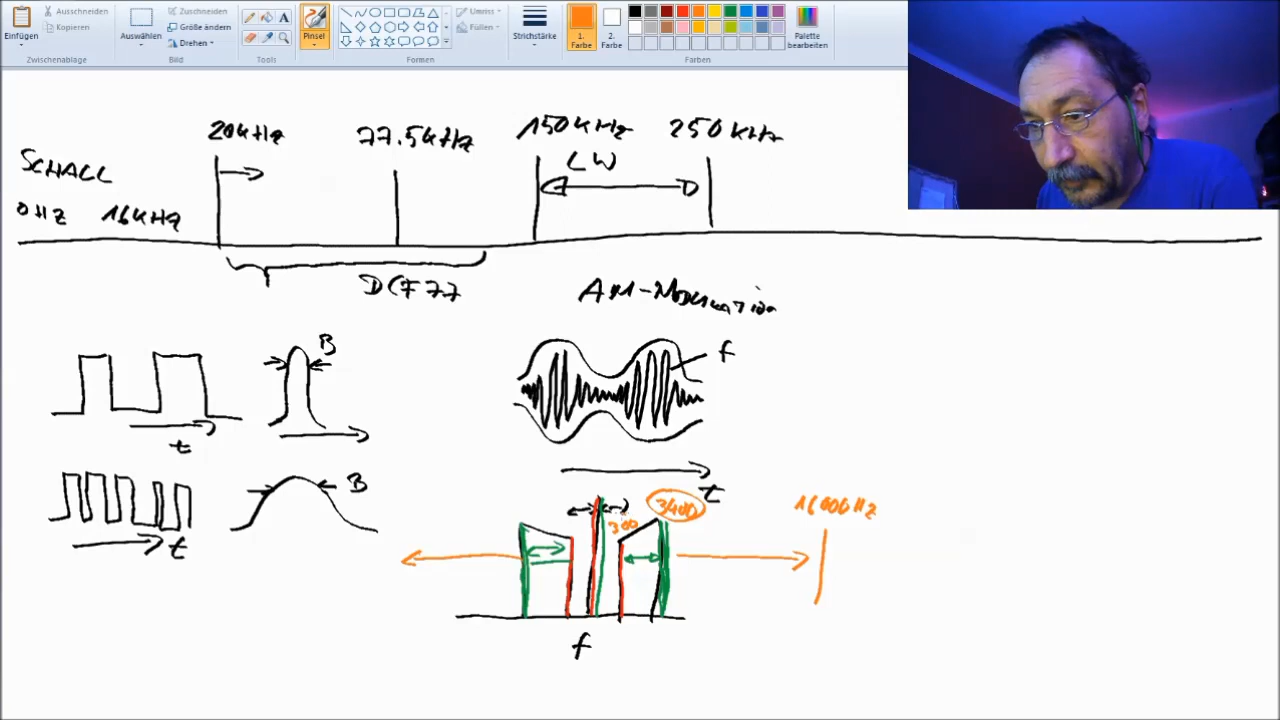 Einfügen
Ausschneiden
Kopieren
Zwischenablage
Auswählen
Zuschneiden
Größe ändern
Drehen
Bild
A
Tools
Pinsel
Umriss
Füllen
Formen
Strichstärke
1. Farbe
2. Farbe
Palette bearbeiten
Farben
20kHz
77.5kHz
150kHz
250kHz
SCHALL
LW
0Hz 16kHz
DCF77
AM-Modulation
B
f
t
B
t
t
300
3400
16000Hz
f